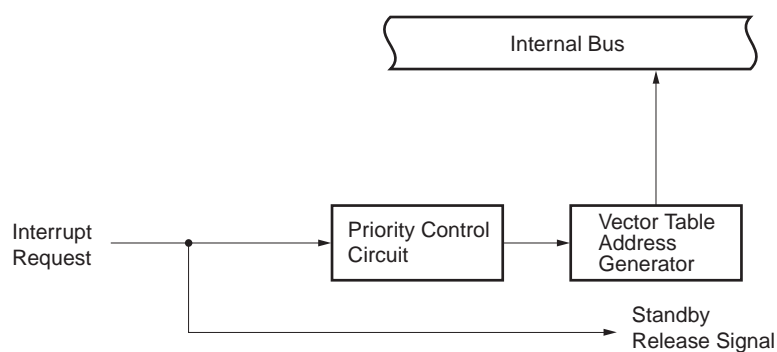 Internal Bus
Interrupt
Request
Priority Control
Circuit
Vector Table
Address
Generator
Standby
Release Signal